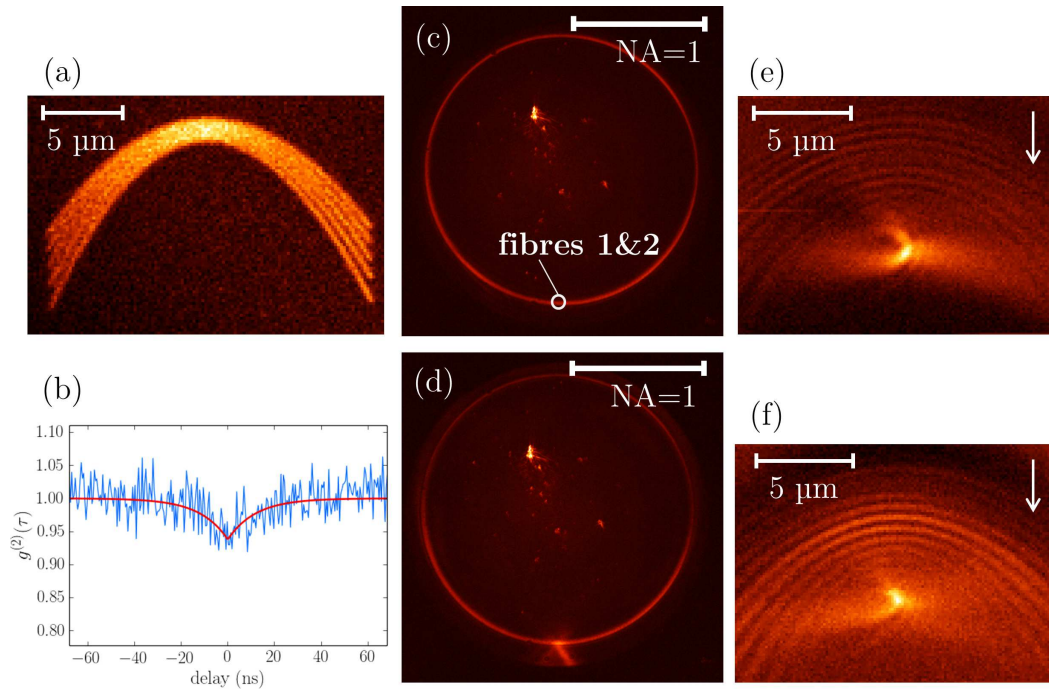 (a)
5 μm
(b)
1.10
1.05
1.00
0.95
0.90
0.85
0.80
g(2)(τ)
−60 −40 −20 0 20 40 60
delay (ns)
(c)
NA=1
fibres 1&2
(d)
NA=1
(e)
5 μm
(f)
5 μm